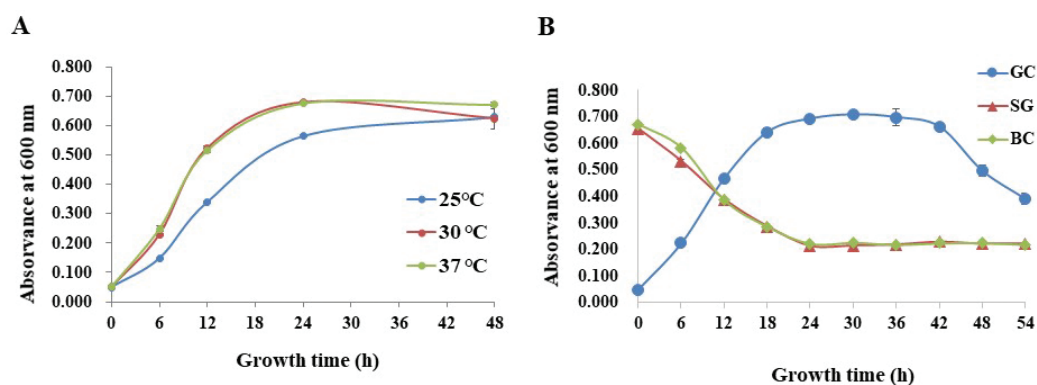 A
Absorvance at 600 nm
0.800
0.700
0.600
0.500
0.400
0.300
0.200
0.100
0.000
0 6 12 18 24 30 36 42 48
Growth time (h)
25°C
30 °C
37 °C
B
Absorvance at 600 nm
0.800
0.700
0.600
0.500
0.400
0.300
0.200
0.100
0.000
0 6 12 18 24 30 36 42 48 54
Growth time (h)
GC
SG
BC